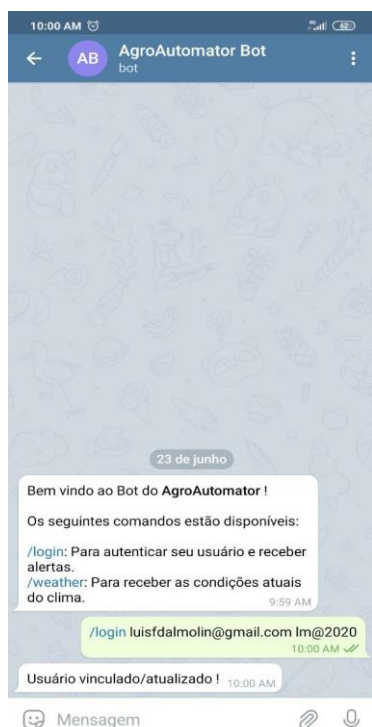 10:00 AM
4G
62
AB
AgroAutomator Bot
bot
23 de junho
Bem vindo ao Bot do AgroAutomator !
Os seguintes comandos estão disponíveis:
/login: Para autenticar seu usuário e receber
alertas.
/weather: Para receber as condições atuais
do clima.
9:59 AM
/login luisfdalmolin@gmail.com lm@2020
10:00 AM
Usuário vinculado/atualizado !
10:00 AM
Mensagem